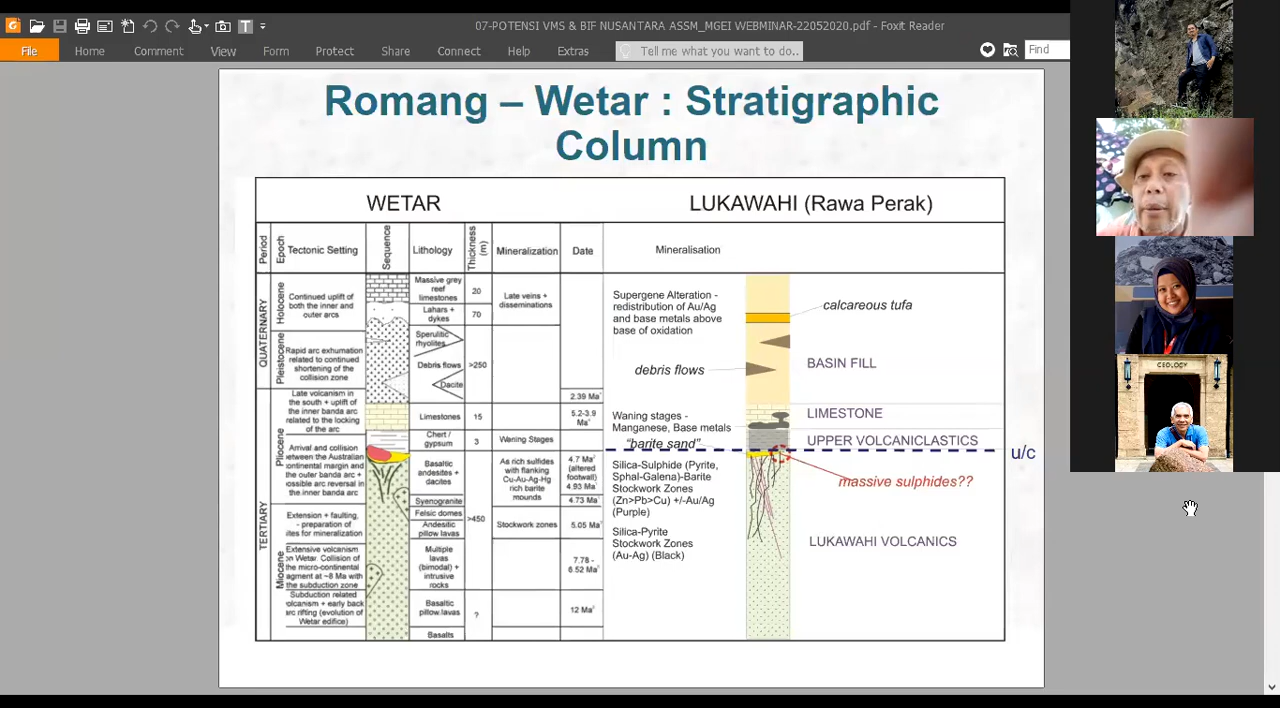 07-POTENSI VMS & BIF NUSANTARA ASSM_MGEI WEBMINAR-22052020.pdf - Foxit Reader
File
Home
Comment
View
Form
Protect
Share
Connect
Help
Extras
Tell me what you want to do..
Find
Romang – Wetar : Stratigraphic
Column
WETAR
LUKAWAHI (Rawa Perak)
Period
Epoch
Tectonic Setting
Sequence
Lithology
Thickness
(m)
Mineralization
Date
Mineralisation
QUATERNARY
TERTIARY
Holocene
Pleistocene
Pliocene
Miocene
Continued uplift of
both the inner and
outer arcs
Rapid arc exhumation
related to continued
shortening of the
collision zone
Late volcanism in
the south + uplift of
the inner banda arc
related to the locking
of the arc
Arrival and collision
between the Australian
continental margin and
the outer banda arc +
possible arc reversal in
the inner banda arc
Extension + faulting,
- preparation of
sites for mineralization
Extensive volcanism
on Wetar. Collision of
the micro-continental
fragment at ~8 Ma with
the subduction zone
Subduction related
volcanism + early back
arc rifting (evolution of
Wetar edifice)
Massive grey
reef
limestones
Lahars +
dykes
Sperulitic
rhyolites
Debris flows
Dacite
Limestones
Chert /
gypsum
Basaltic
andesites +
dacites
Syenogranite
Felsic domes
Andesitic
pillow lavas
Multiple
lavas
(bimodal) +
intrusive
rocks
Basaltic
pillow lavas
Basalts
20
70
>250
15
3
>450
?
Late veins +
disseminations
Waning Stages
As rich sulfides
with flanking
Cu-Au-Ag-Hg
rich barite
mounds
Stockwork zones
2.39 Ma
5.2-3.9
Ma
4.7 Ma
(altered
footwall)
4.93 Ma
4.73 Ma
5.05 Ma
7.78 -
6.52 Ma
12 Ma
Supergene Alteration -
redistribution of Au/Ag
and base metals above
base of oxidation
debris flows
Waning stages -
Manganese, Base metals
"barite sand"
Silica-Sulphide (Pyrite,
Sphal-Galena)-Barite
Stockwork Zones
(Zn>Pb>Cu) +/-Au/Ag
(Purple)
Silica-Pyrite
Stockwork Zones
(Au-Ag) (Black)
calcareous tufa
BASIN FILL
LIMESTONE
UPPER VOLCANICLASTICS
u/c
massive sulphides??
LUKAWAHI VOLCANICS
GEOLOGY